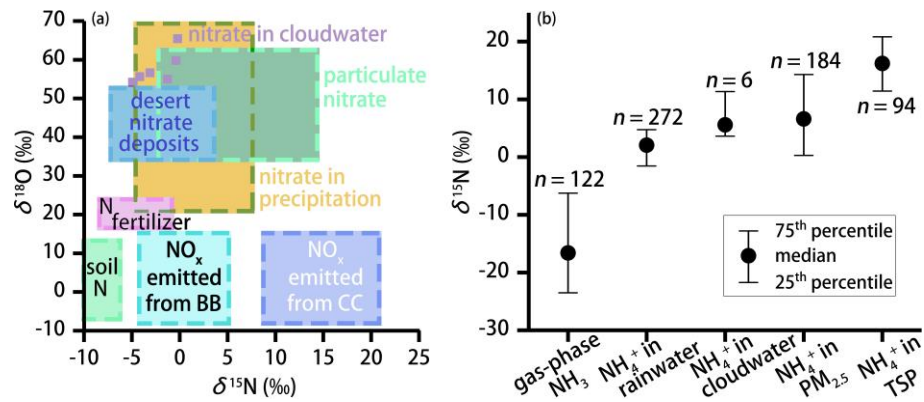 (a)
70
60
50
40
30
20
10
0
-10
δ¹⁸O (‰)
nitrate in cloudwater
particulate
nitrate
desert
nitrate
deposits
nitrate in
precipitation
N
fertilizer
soil
N
NOₓ
emitted
from BB
NOₓ
emitted
from CC
-10 -5 0 5 10 15 20 25
δ¹⁵N (‰)
(b)
20
10
0
-10
-20
-30
δ¹⁵N (‰)
n = 122
n = 272
n = 6
n = 184
n = 94
75th percentile
median
25th percentile
gas-phase
NH₃
NH₄⁺ in
rainwater
NH₄⁺ in
cloudwater
NH₄⁺ in
PM₂.₅
NH₄⁺ in
TSP